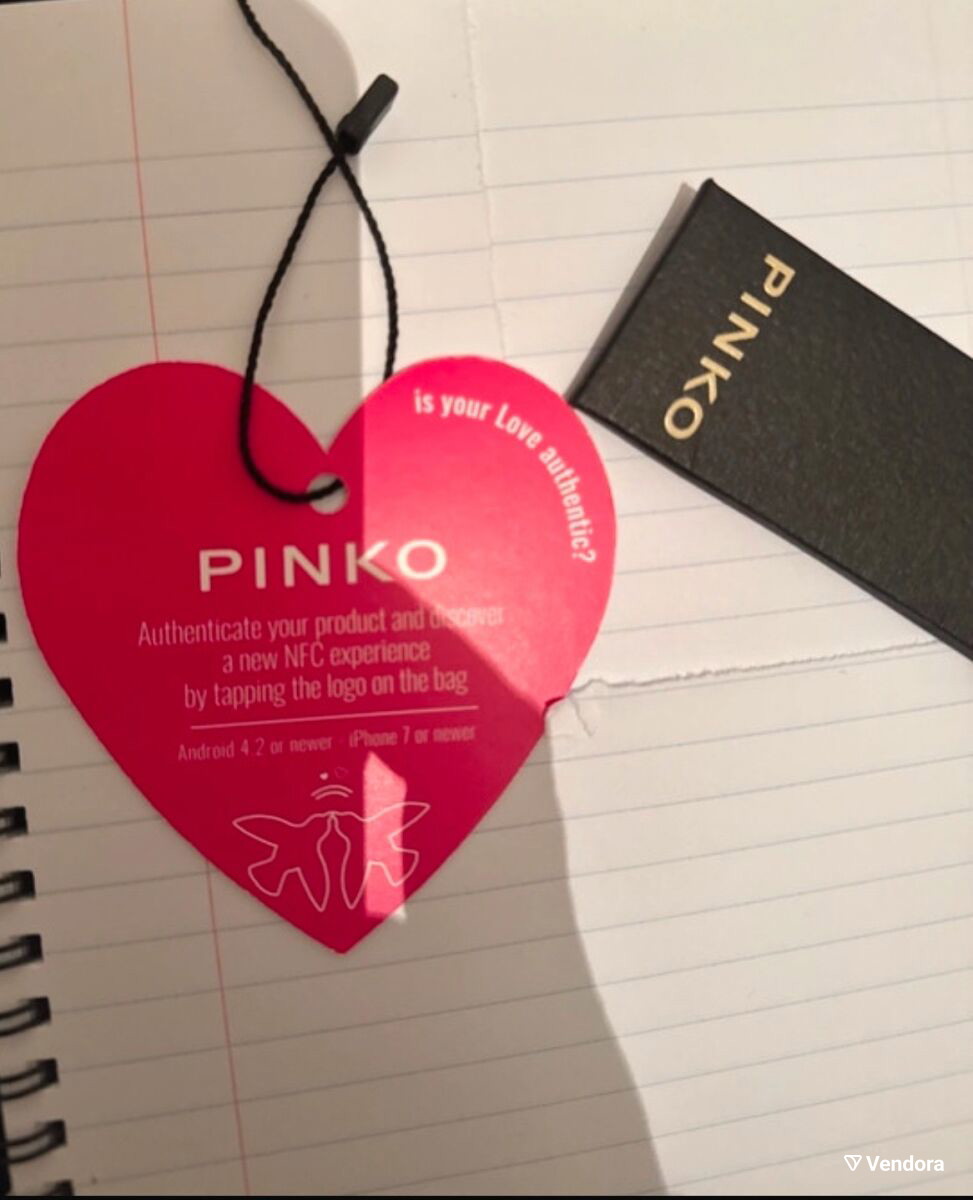 is your Love authentic?
PINKO
Authenticate your product and discover
a new NFC experience
by tapping the logo on the bag
Android 4.2 or newer · iPhone 7 or newer
PINKO
Vendora